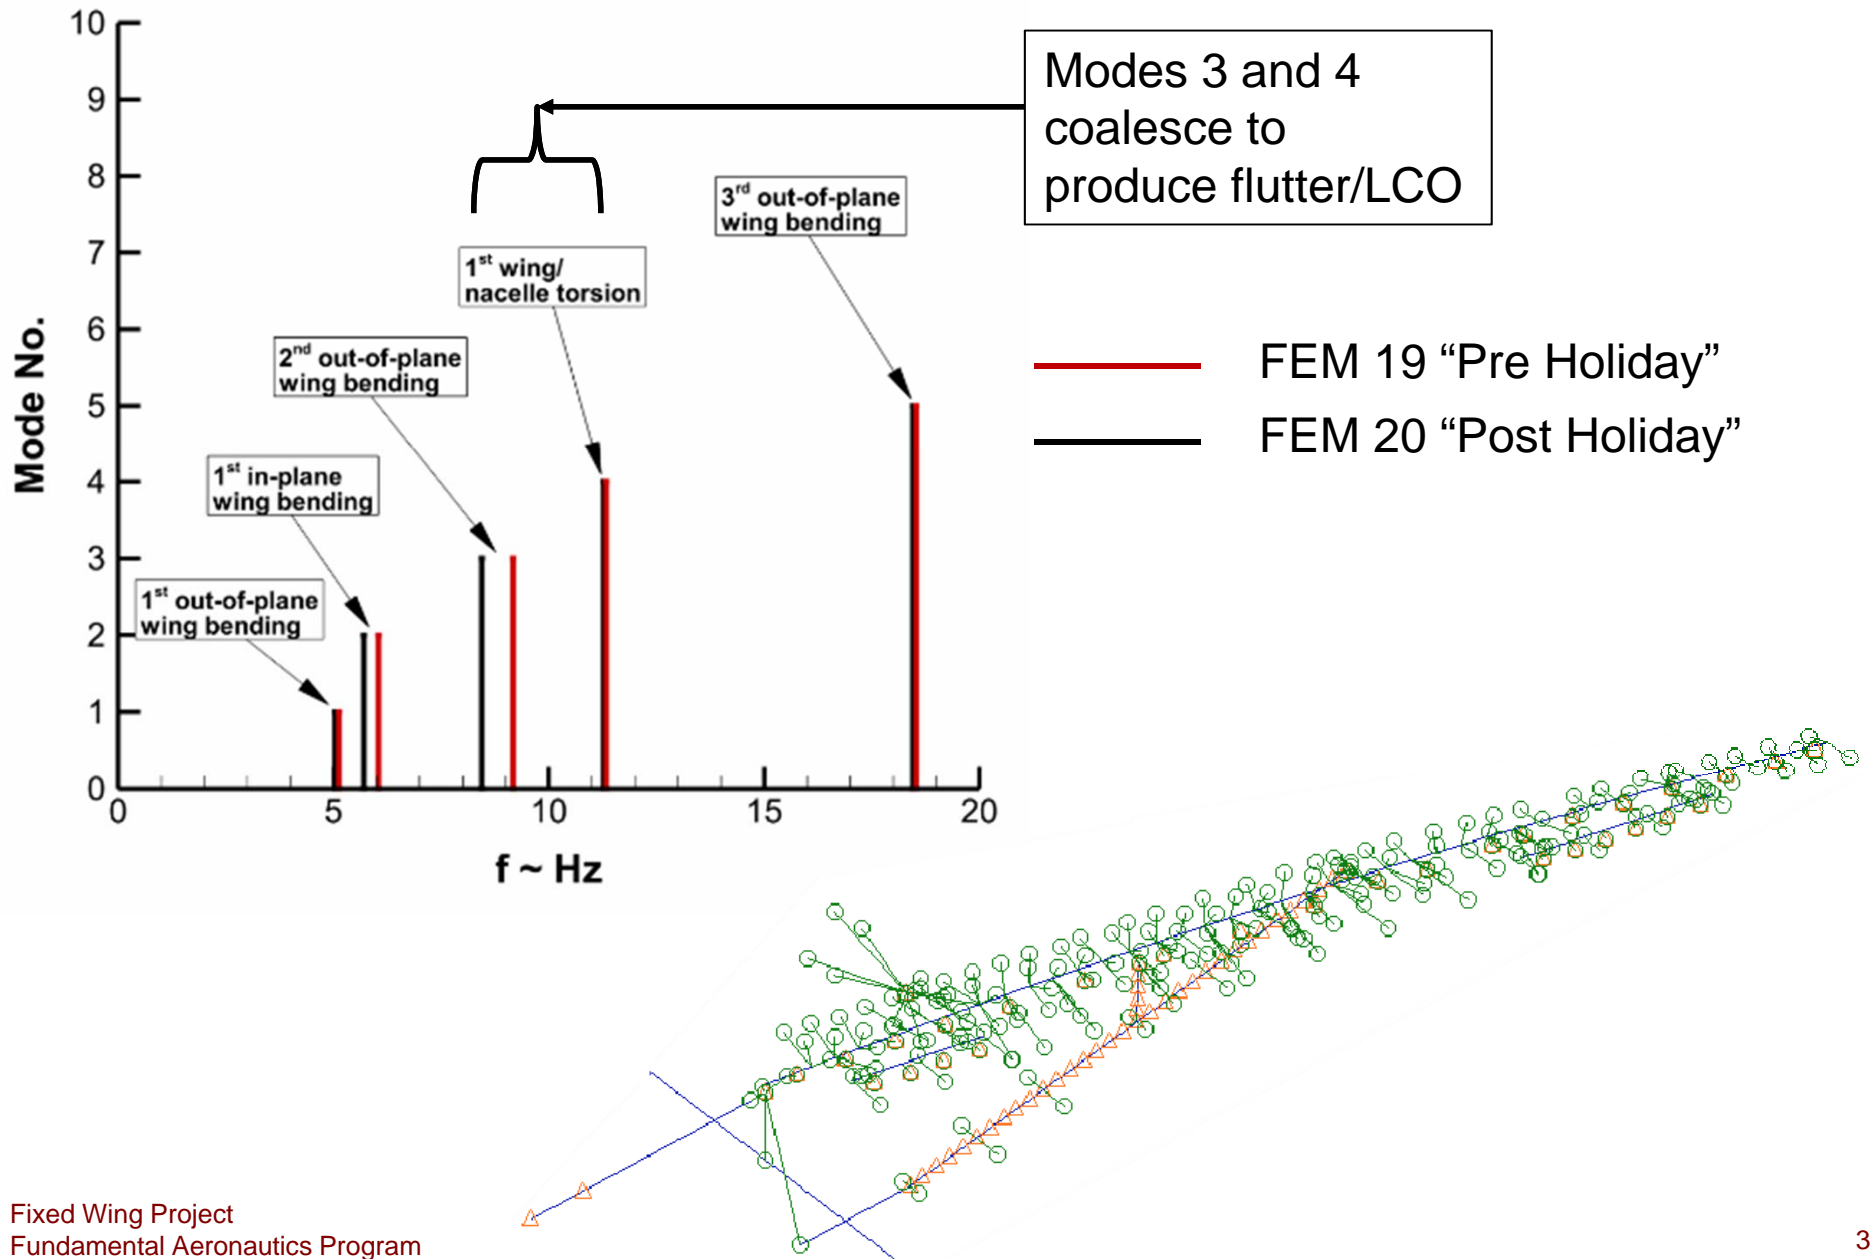 10
9
8
7
6
5
4
3
2
1
0
Mode No.
0
5
10
15
20
f ~ Hz
1st out-of-plane
wing bending
1st in-plane
wing bending
2nd out-of-plane
wing bending
1st wing/
nacelle torsion
3rd out-of-plane
wing bending
Modes 3 and 4
coalesce to
produce flutter/LCO
FEM 19 “Pre Holiday”
FEM 20 “Post Holiday”
Fixed Wing Project
Fundamental Aeronautics Program
3